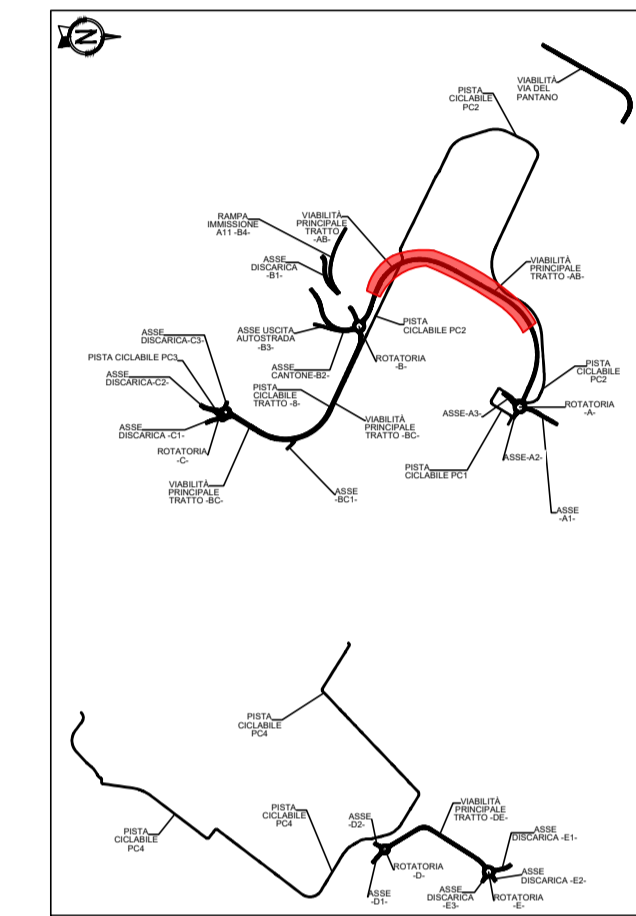 N
VIABILITÀ
VIA DEL
PANTANO
PISTA
CICLABILE
PC2
RAMPA
IMMISSIONE
A11 -B4-
VIABILITÀ
PRINCIPALE
TRATTO
-AB-
ASSE
DISCARICA
-B1-
VIABILITÀ
PRINCIPALE
TRATTO -AB-
ASSE USCITA
AUTOSTRADA
-B3-
PISTA
CICLABILE PC2
ASSE
DISCARICA-C3-
PISTA CICLABILE PC3
ASSE
DISCARICA-C2-
ASSE
CANTONE-B2-
ROTATORIA
-B-
PISTA
CICLABILE
PC2
PISTA
CICLABILE
TRATTO -8-
ASSE
DISCARICA -C1-
ROTATORIA
-C-
VIABILITÀ
PRINCIPALE
TRATTO -BC-
ASSE-A3-
ROTATORIA
-A-
ASSE-A2-
PISTA
CICLABILE PC1
VIABILITÀ
PRINCIPALE
TRATTO -BC-
ASSE
-BC1-
ASSE
-A1-
PISTA
CICLABILE
PC4
PISTA
CICLABILE
PC4
PISTA
CICLABILE
PC4
ASSE
-D2-
VIABILITÀ
PRINCIPALE
TRATTO -DE-
ASSE
DISCARICA -E1-
ROTATORIA
-D-
ASSE
DISCARICA -E2-
ASSE
-D1-
ASSE
DISCARICA
-E3-
ROTATORIA
-E-